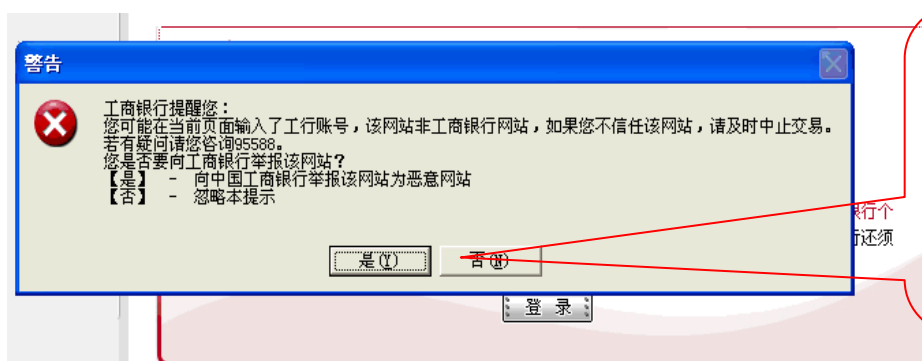 警告
工商银行提醒您：
您可能在当前页面输入了工行账号，该网站非工商银行网站，如果您不信任该网站，请及时中止交易。
若有疑问请您咨询95588。
您是否要向工商银行举报该网站？
【是】 - 向中国工商银行举报该网站为恶意网站
【否】 - 忽略本提示
银行个
行还须
是(Y)
否(N)
登 录